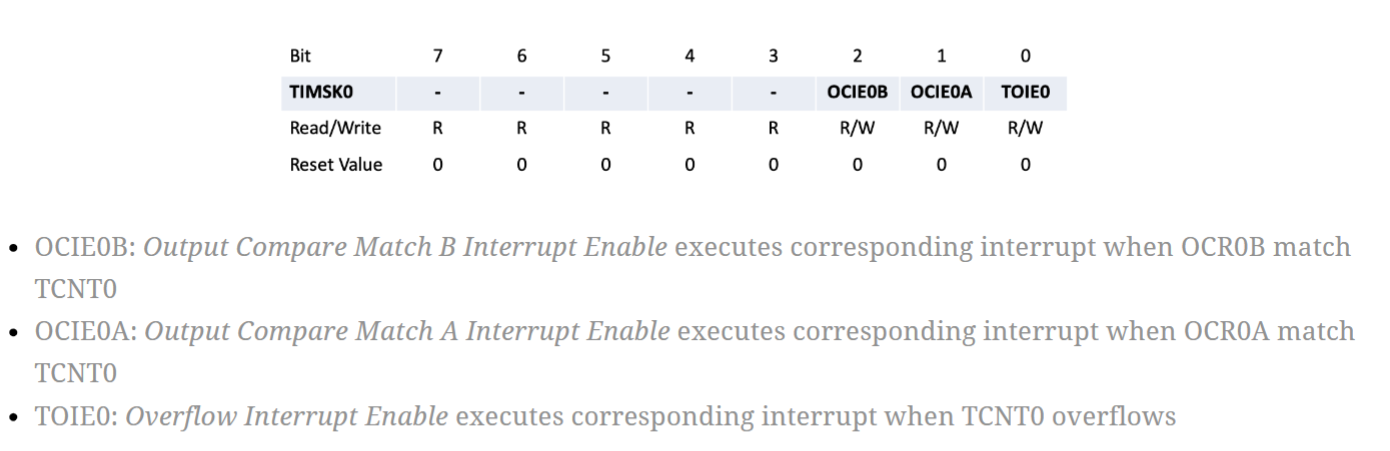 Bit 7 6 5 4 3 2 1 0
TIMSK0 - - - - - OCIE0B OCIE0A TOIE0
Read/Write R R R R R R/W R/W R/W
Reset Value 0 0 0 0 0 0 0 0
• OCIE0B: Output Compare Match B Interrupt Enable executes corresponding interrupt when OCR0B match
TCNT0
• OCIE0A: Output Compare Match A Interrupt Enable executes corresponding interrupt when OCR0A match
TCNT0
• TOIE0: Overflow Interrupt Enable executes corresponding interrupt when TCNT0 overflows